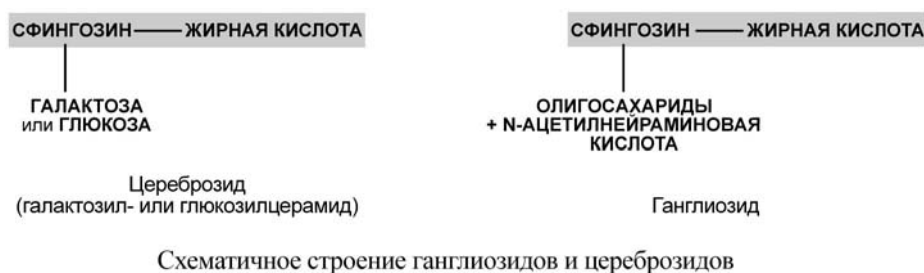 СФИНГОЗИН — ЖИРНАЯ КИСЛОТА
ГАЛАКТОЗА
или ГЛЮКОЗА
Цереброзид
(галактозил- или глюкозилцерамид)
СФИНГОЗИН — ЖИРНАЯ КИСЛОТА
ОЛИГОСАХАРИДЫ
+ N-АЦЕТИЛНЕЙРАМИНОВАЯ
КИСЛОТА
Ганглиозид
Схематичное строение ганглиозидов и цереброзидов